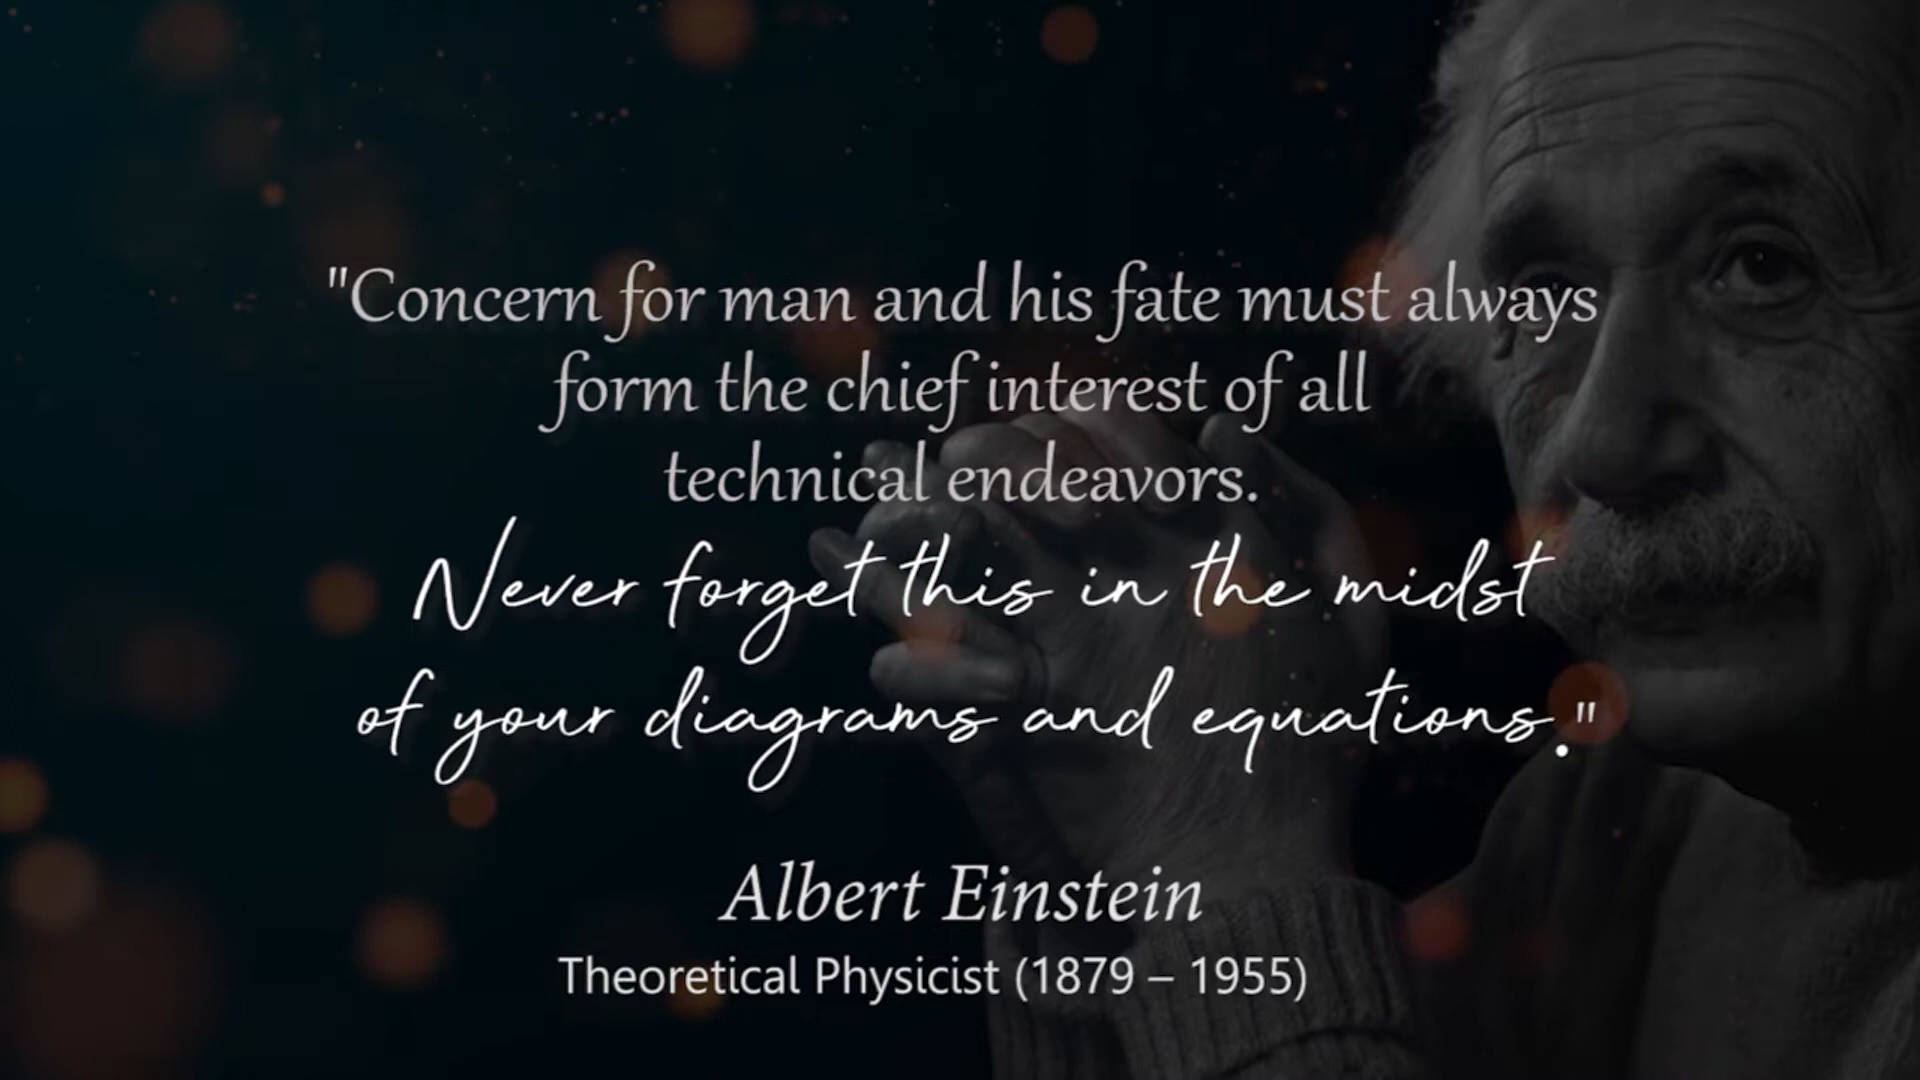 "Concern for man and his fate must always
form the chief interest of all
technical endeavors.
Never forget this in the midst
of your diagrams and equations."
Albert Einstein
Theoretical Physicist (1879 – 1955)